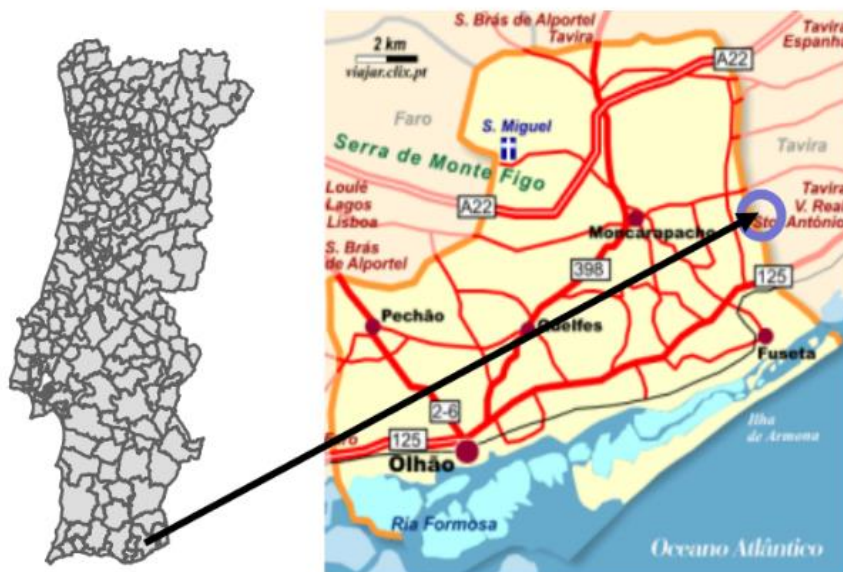 S. Brás de Alportel
Tavira
2 km
viajar.clix.pt
A22
Tavira
Espanha
Faro
S. Miguel
Serra de Monte Figo
Tavira
Loulé
Lagos
Lisboa
A22
Moncarapacho
Tavira
V. Real
Sto António
S. Brás
de Alportel
398
125
Pechão
Quelfes
Fuseta
2-6
Faro
125
Olhão
Ilha
de Armona
Ria Formosa
Oceano Atlântico